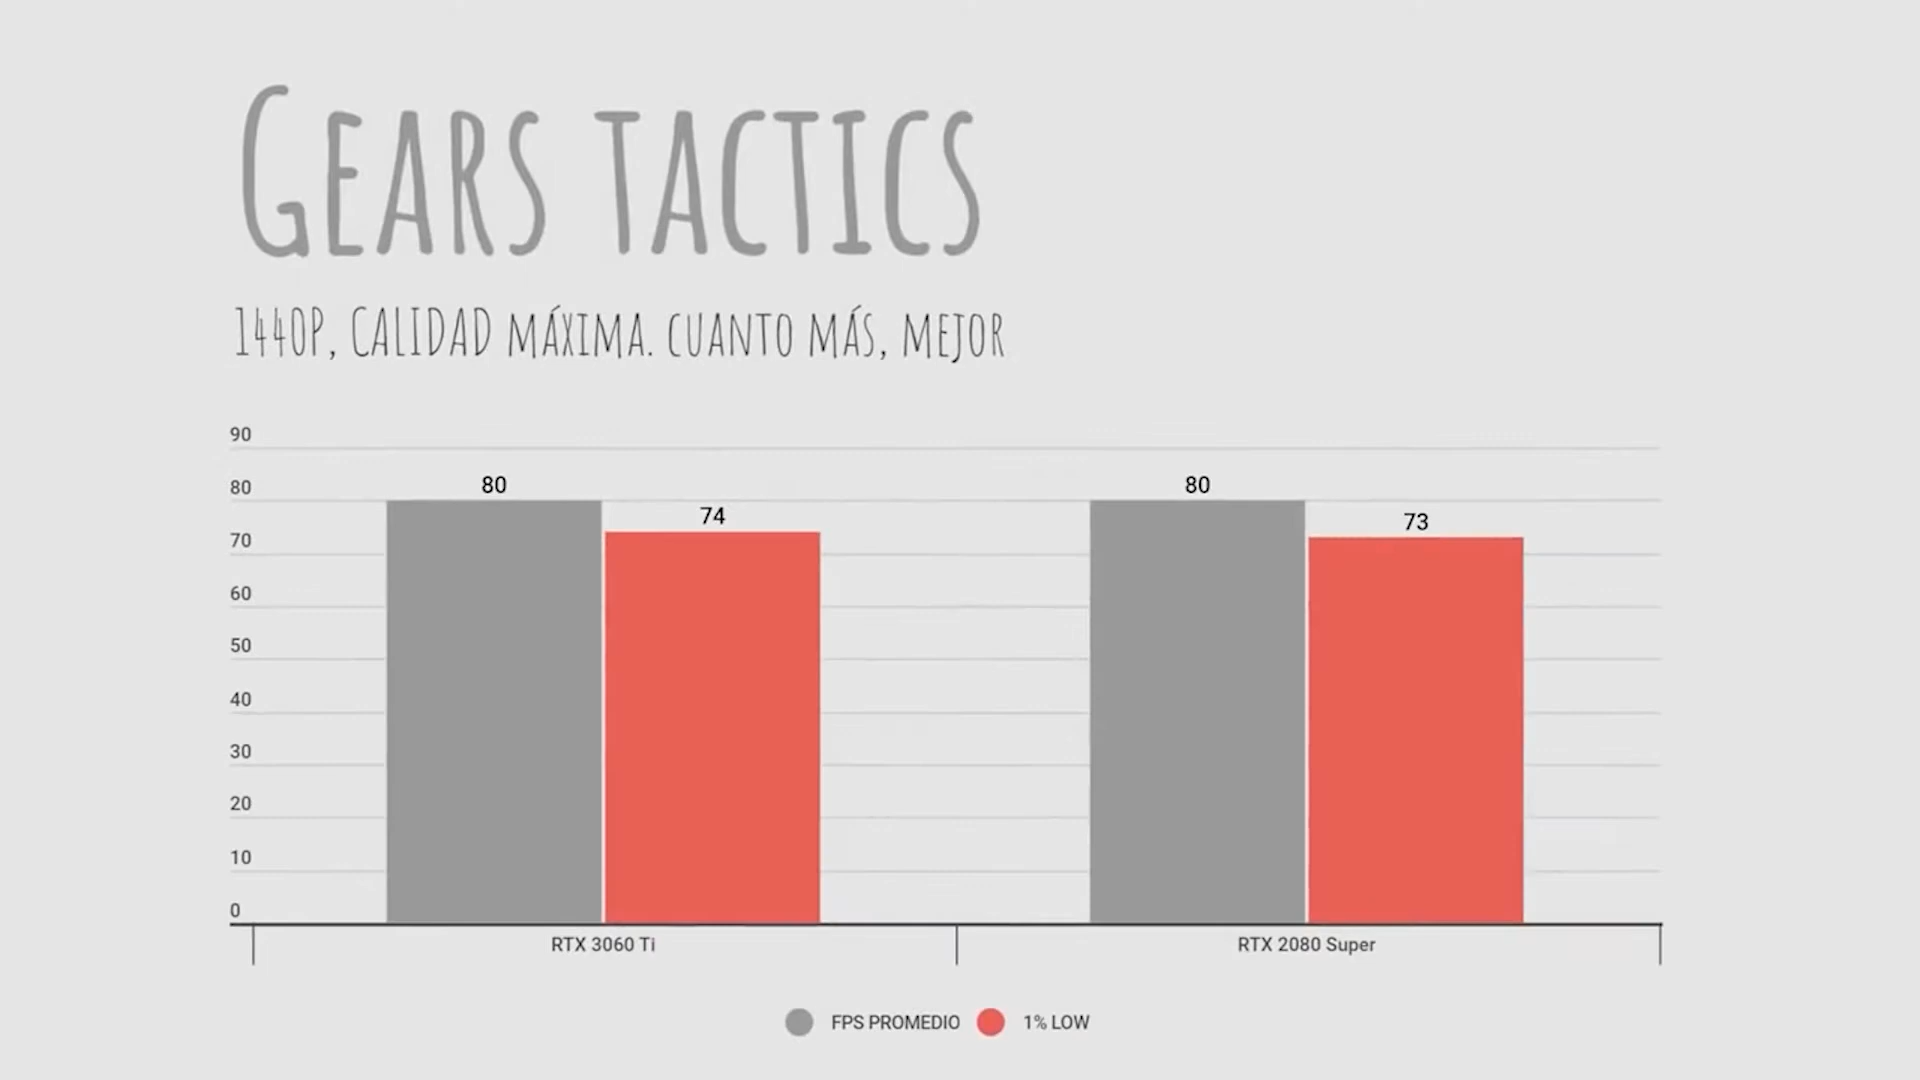 GEARS TACTICS
1440P, CALIDAD MÁXIMA. CUANTO MÁS, MEJOR
90
80
70
60
50
40
30
20
10
0
80
74
80
73
RTX 3060 Ti
RTX 2080 Super
FPS PROMEDIO
1% LOW